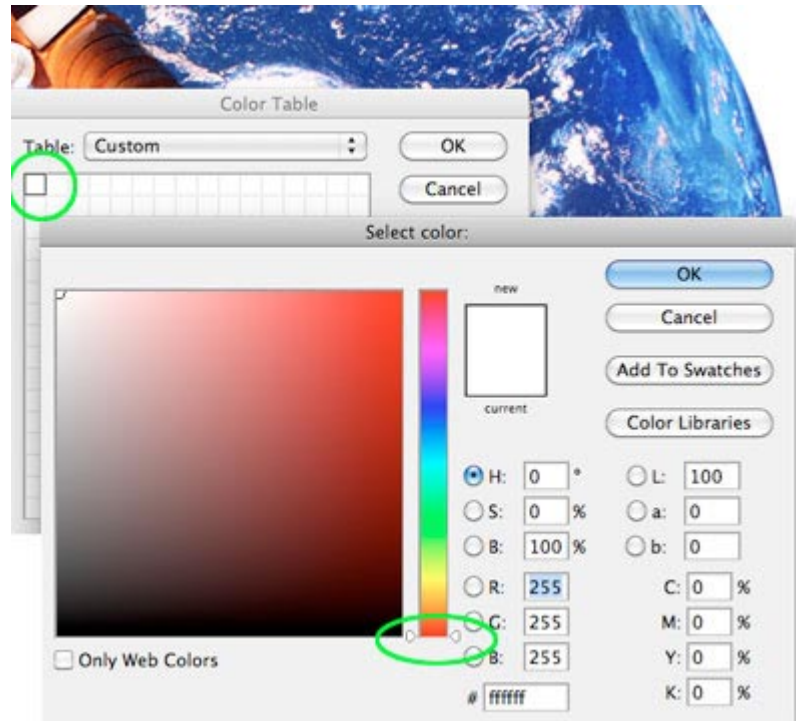 Color Table
Table: Custom
OK
Cancel
Select color:
new
current
OK
Cancel
Add To Swatches
Color Libraries
H: 0 °
S: 0 %
B: 100 %
R: 255
G: 255
B: 255
# ffffff
L: 100
a: 0
b: 0
C: 0 %
M: 0 %
Y: 0 %
K: 0 %
Only Web Colors